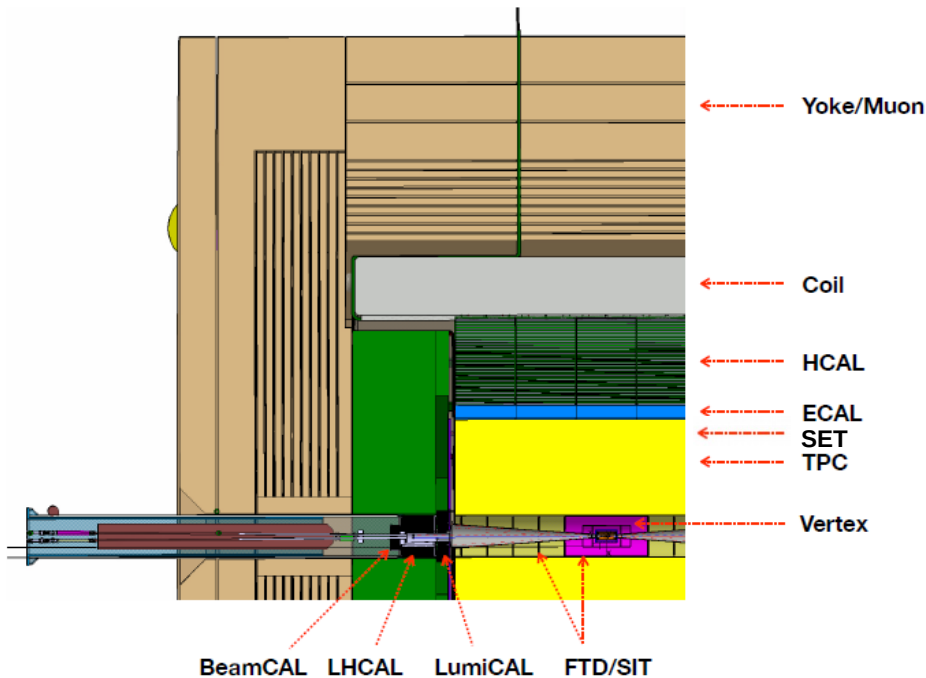 Yoke/Muon
Coil
HCAL
ECAL
SET
TPC
Vertex
BeamCAL LHCAL LumiCAL FTD/SIT